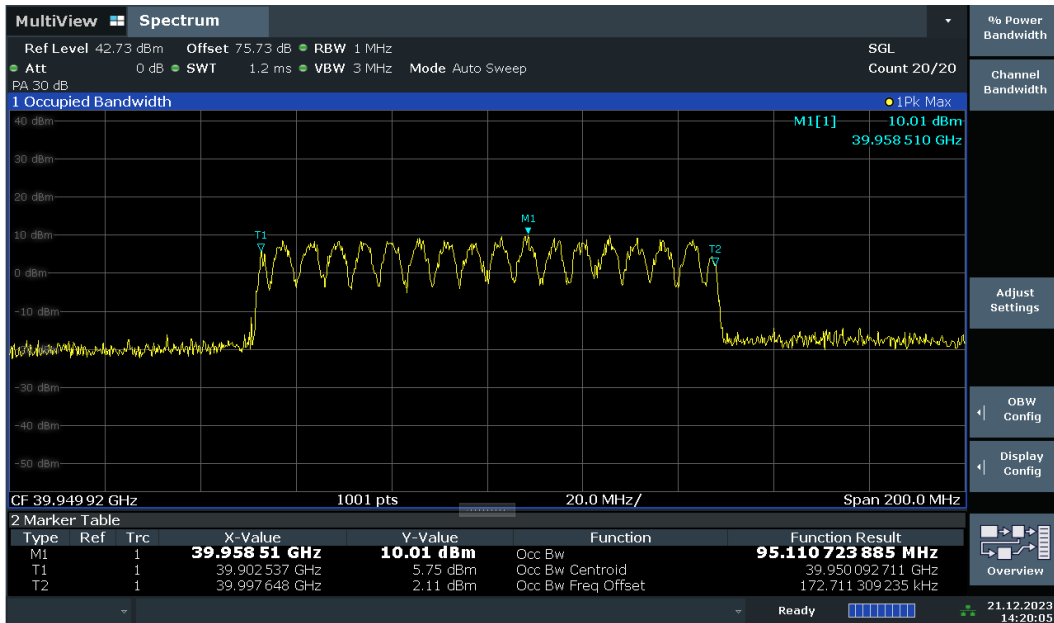 MultiView Spectrum
Ref Level 42.73 dBm Offset 75.73 dB RBW 1 MHz SGL
Att 0 dB SWT 1.2 ms VBW 3 MHz Mode Auto Sweep Count 20/20
PA 30 dB
1 Occupied Bandwidth 1Pk Max
40 dBm
M1[1] 10.01 dBm
39.958 510 GHz
30 dBm
20 dBm
M1
10 dBm
T1
T2
0 dBm
-10 dBm
-30 dBm
-40 dBm
-50 dBm
CF 39.949 92 GHz 1001 pts 20.0 MHz/ Span 200.0 MHz
2 Marker Table
Type Ref Trc X-Value Y-Value Function Function Result
M1 1 39.958 51 GHz 10.01 dBm Occ Bw 95.110 723 885 MHz
T1 1 39.902 537 GHz 5.75 dBm Occ Bw Centroid 39.950 092 711 GHz
T2 1 39.997 648 GHz 2.11 dBm Occ Bw Freq Offset 172.711 309 235 kHz
Ready
21.12.2023
14:20:05
% Power
Bandwidth
Channel
Bandwidth
Adjust
Settings
OBW
Config
Display
Config
Overview